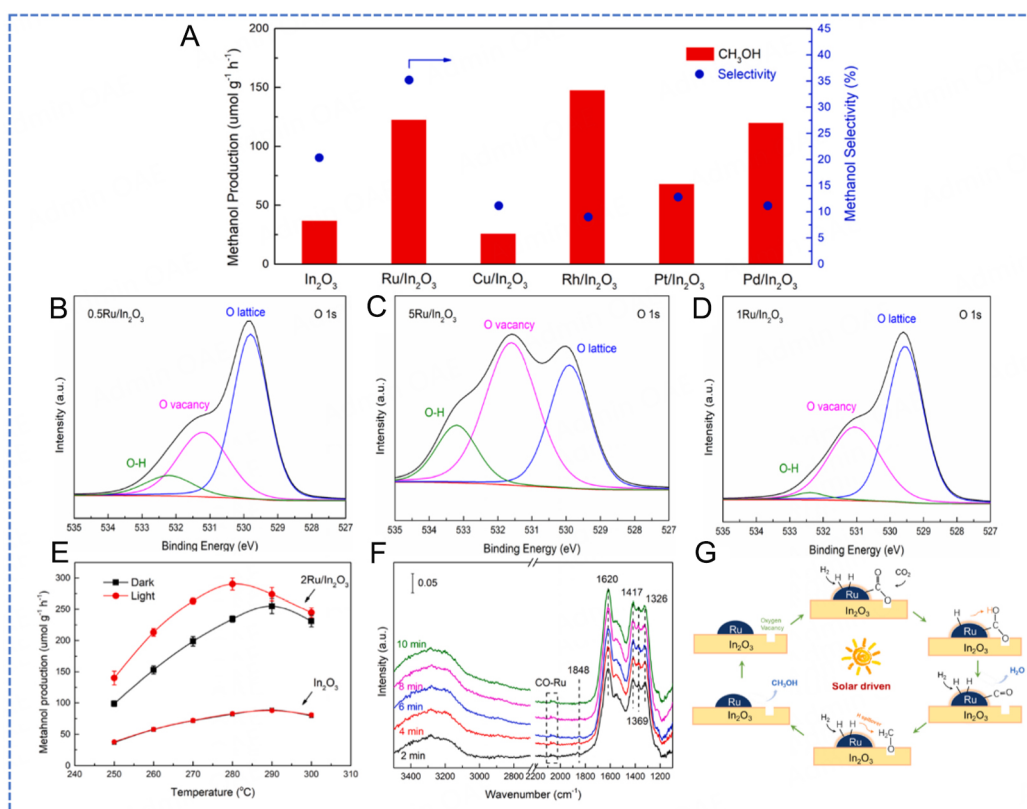 A
Methanol Production (umol g⁻¹ h⁻¹)
200
150
100
50
0
CH₃OH
Selectivity
45
40
35
30
25
20
15
10
5
0
Methanol Selectivity (%)
In₂O₃ Ru/In₂O₃ Cu/In₂O₃ Rh/In₂O₃ Pt/In₂O₃ Pd/In₂O₃
B
0.5Ru/In₂O₃ O 1s
O lattice
O vacancy
O-H
Intensity (a.u.)
535 534 533 532 531 530 529 528 527
Binding Energy (eV)
C
5Ru/In₂O₃ O 1s
O vacancy
O lattice
O-H
Intensity (a.u.)
535 534 533 532 531 530 529 528 527
Binding Energy (eV)
D
1Ru/In₂O₃ O 1s
O lattice
O vacancy
O-H
Intensity (a.u.)
535 534 533 532 531 530 529 528 527
Binding Energy (eV)
E
Metahnol production (umol g⁻¹ h⁻¹)
300
250
200
150
100
50
0
Dark
Light
2Ru/In₂O₃
In₂O₃
240 250 260 270 280 290 300 310
Temperature (°C)
F
0.05
1620
1417
1326
10 min
8 min
6 min
4 min
2 min
CO-Ru
1848
1369
Intensity (a.u.)
3400 3200 3000 2800 2200 2000 1800 1600 1400 1200 1100
Wavenumber (cm⁻¹)
G
H₂ H H O C O CO₂
Ru
In₂O₃
Ru
Oxygen
Vacancy
In₂O₃
H HO C O
Ru
In₂O₃
Solar driven
H₂O
CH₃OH
Ru
In₂O₃
H₂ H H C=O
Ru
In₂O₃
H₂ H H H spillover H₂C O
Ru
In₂O₃